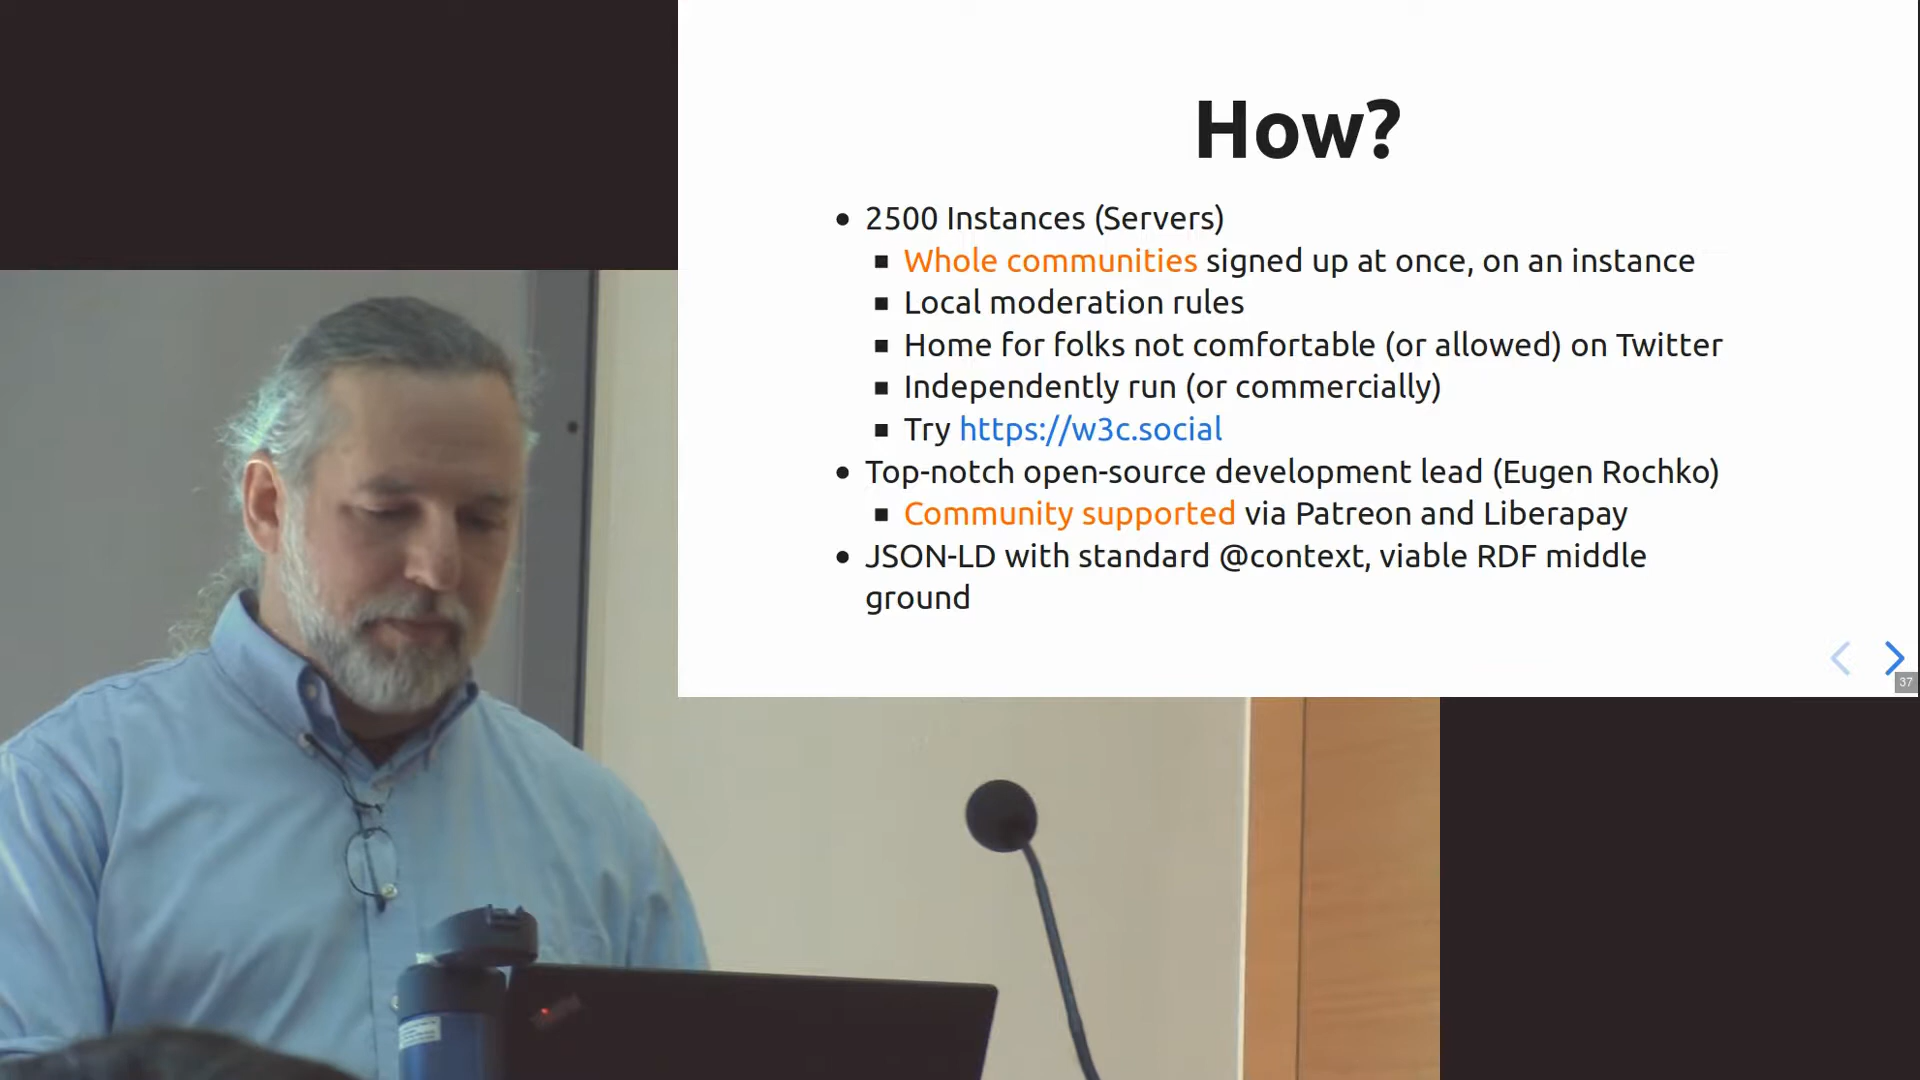 How?
2500 Instances (Servers)
Whole communities signed up at once, on an instance
Local moderation rules
Home for folks not comfortable (or allowed) on Twitter
Independently run (or commercially)
Try https://w3c.social
Top-notch open-source development lead (Eugen Rochko)
Community supported via Patreon and Liberapay
JSON-LD with standard @context, viable RDF middle
ground
37